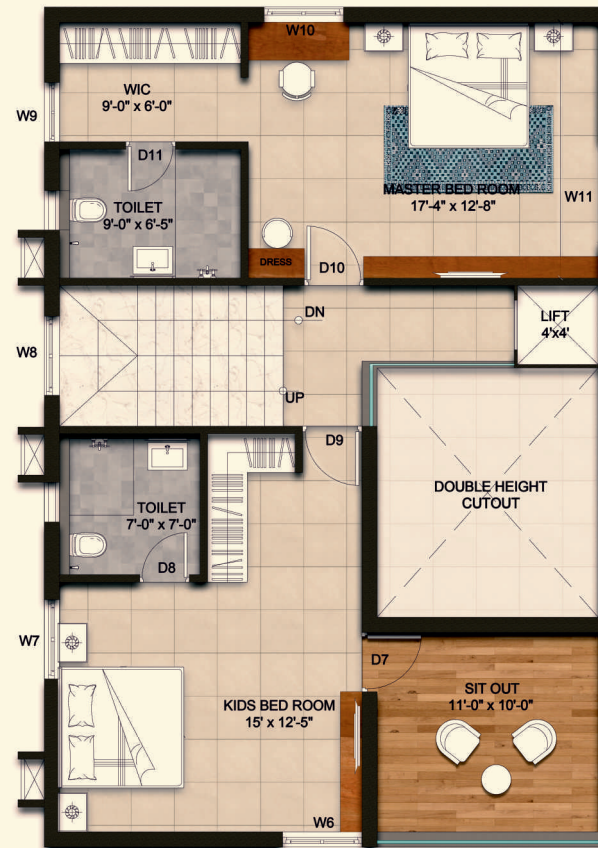 W10
WIC
9'-0" x 6'-0"
W9
D11
MASTER BED ROOM
17'-4" x 12'-8"
W11
TOILET
9'-0" x 6'-5"
DRESS
D10
DN
LIFT
4'x4'
W8
UP
D9
DOUBLE HEIGHT
CUTOUT
TOILET
7'-0" x 7'-0"
D8
W7
D7
KIDS BED ROOM
15' x 12'-5"
SIT OUT
11'-0" x 10'-0"
W6